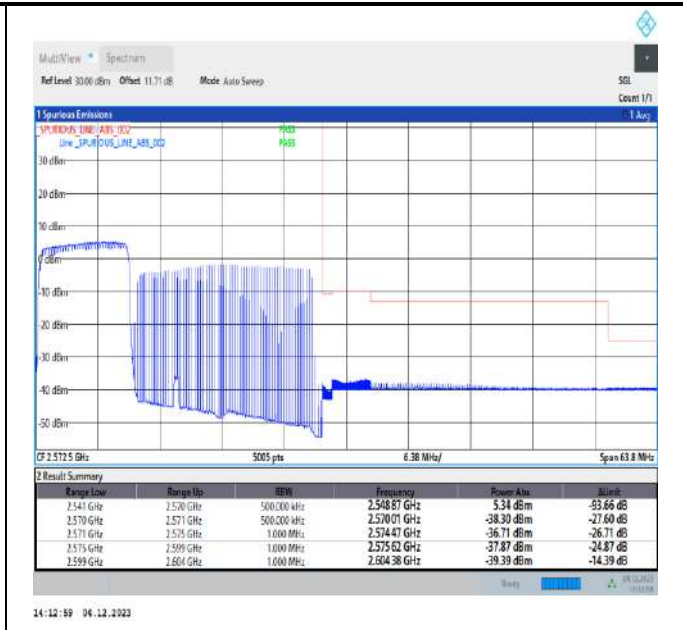 MultiView Spectrum
Ref Level 30.00 dBm Offset 11.71 dB Mode Auto Sweep SGL
Count 1/1
1 Spurious Emissions 1 Avg
_SPURIOUS_LINE_ABS_002 PASS
Line _SPURIOUS_LINE_ABS_002 PASS
30 dBm
20 dBm
10 dBm
0 dBm
-10 dBm
-20 dBm
-30 dBm
-40 dBm
-50 dBm
CF 2.5725 GHz 5005 pts 6.38 MHz/ Span 63.8 MHz
2 Result Summary
Range Low Range Up RBW Frequency Power Abs ΔLimit
2.541 GHz 2.570 GHz 500.000 kHz 2.54887 GHz 5.34 dBm -93.66 dB
2.570 GHz 2.571 GHz 500.000 kHz 2.57001 GHz -38.30 dBm -27.60 dB
2.571 GHz 2.575 GHz 1.000 MHz 2.57447 GHz -36.71 dBm -26.71 dB
2.575 GHz 2.599 GHz 1.000 MHz 2.57562 GHz -37.87 dBm -24.87 dB
2.599 GHz 2.604 GHz 1.000 MHz 2.60438 GHz -39.39 dBm -14.39 dB
Ready 04.12.2023
14:12:59 04.12.2023